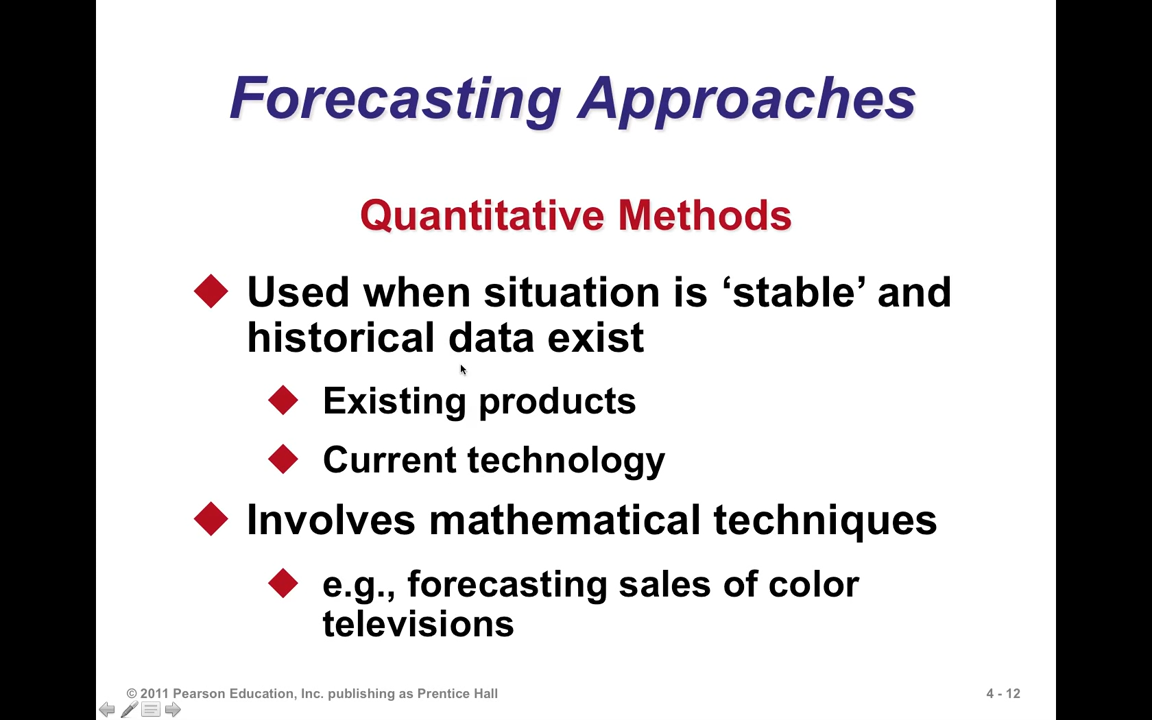 Forecasting Approaches
Quantitative Methods
Used when situation is ‘stable’ and
historical data exist
Existing products
Current technology
Involves mathematical techniques
e.g., forecasting sales of color
televisions
© 2011 Pearson Education, Inc. publishing as Prentice Hall
4 - 12